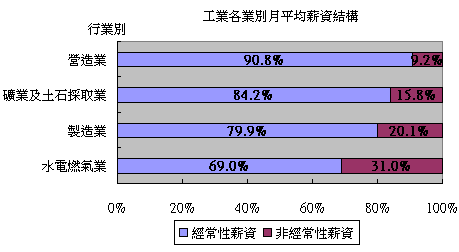 工業各業別月平均薪資結構
行業別
營造業 90.8% 9.2%
礦業及土石採取業 84.2% 15.8%
製造業 79.9% 20.1%
水電燃氣業 69.0% 31.0%
0% 20% 40% 60% 80% 100%
經常性薪資 非經常性薪資